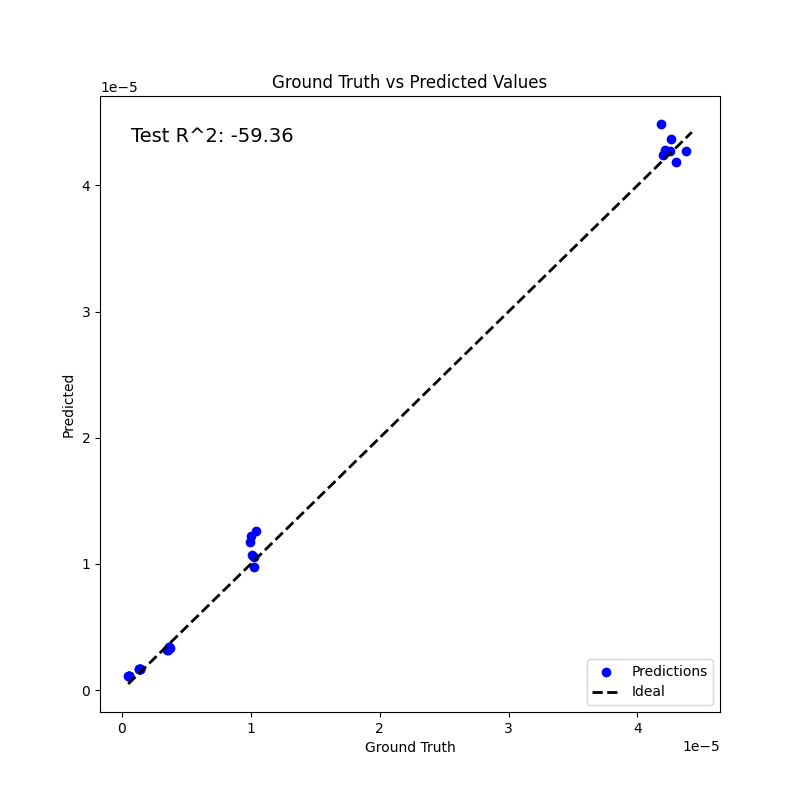 Ground Truth vs Predicted Values
1e−5
Test R^2: -59.36
4
3
2
1
0
Predicted
Predictions
Ideal
0 1 2 3 4
1e−5
Ground Truth